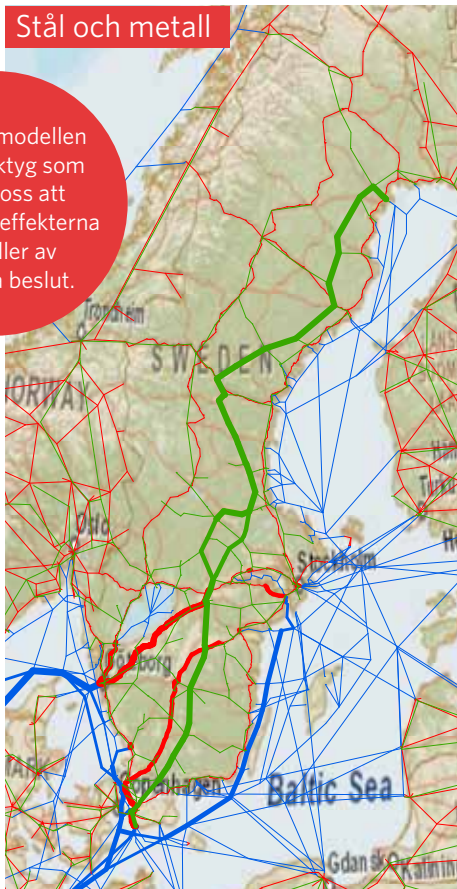 Stål och metall
modellen
ktyg som
oss att
effekterna
ller av
beslut.
Trondheim
SWEDEN
NORWAY
Oslo
Stockholm
Göteborg
Copenhagen
Baltic Sea
Gdansk
Kalinin